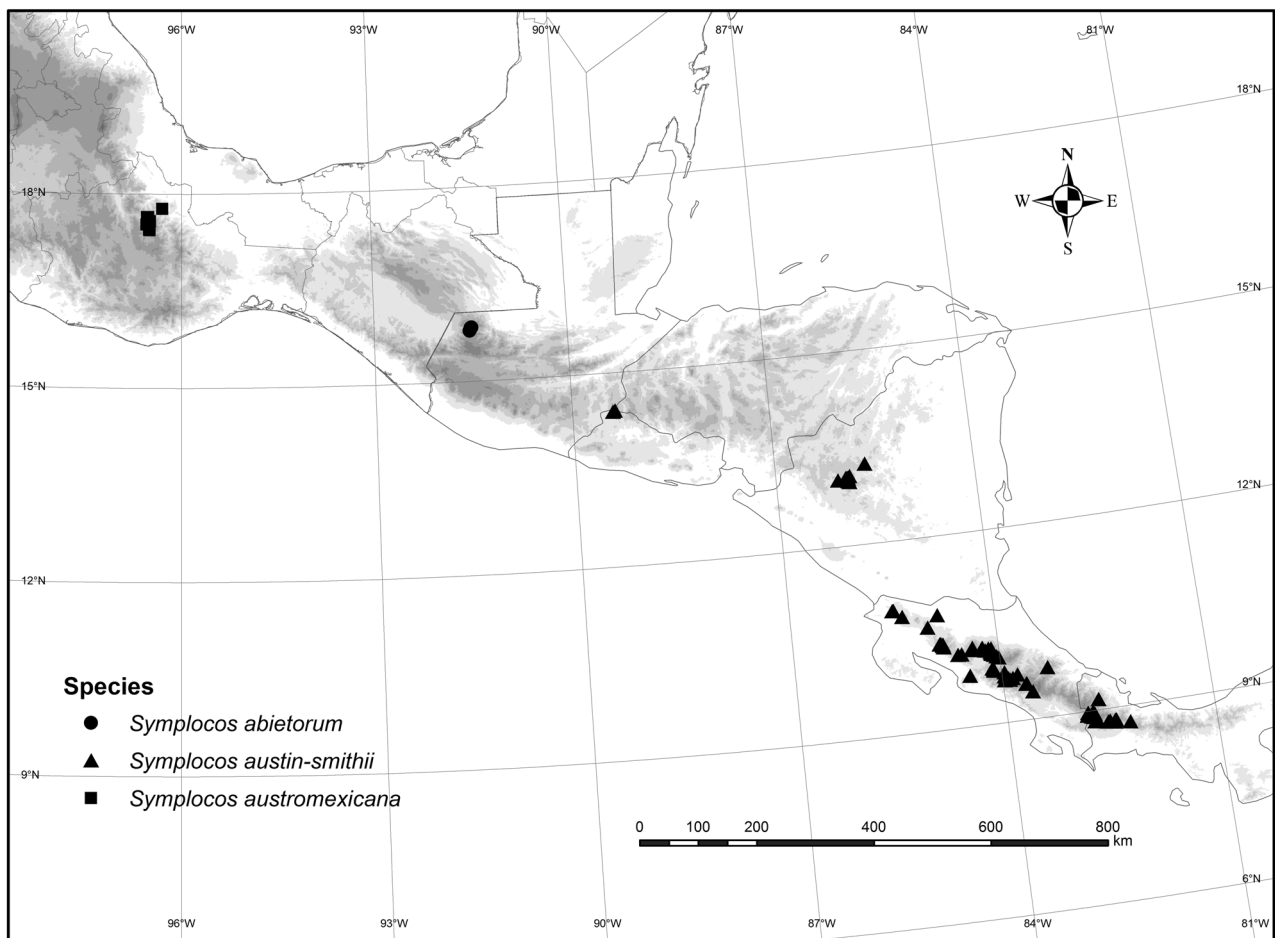 96°W 93°W 90°W 87°W 84°W 81°W
18°N
N
18°N
W E
S
15°N
15°N
12°N
12°N
9°N
Species
Symplocos abietorum
Symplocos austin-smithii
9°N
Symplocos austromexicana
0 100 200 400 600 800
km
6°N
96°W 93°W 90°W 87°W 84°W 81°W